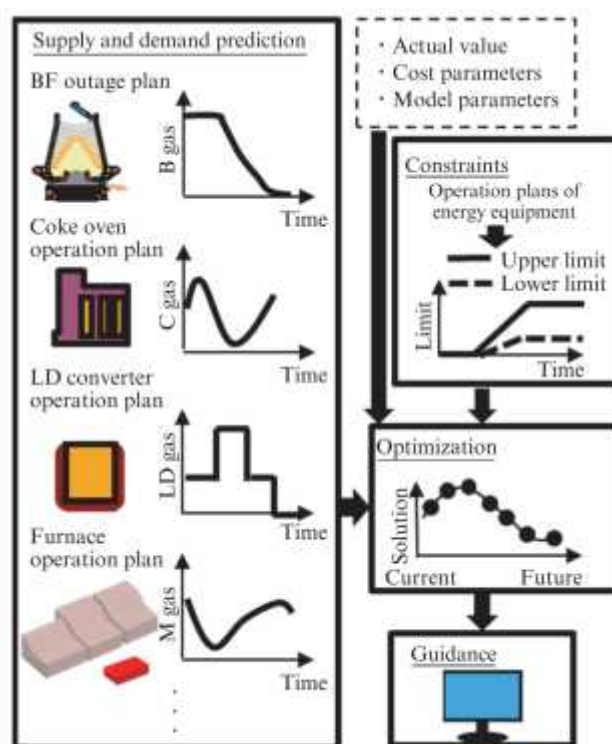 Supply and demand prediction
BF outage plan
B gas
Time
Coke oven
operation plan
C gas
Time
LD converter
operation plan
LD gas
Time
Furnace
operation plan
M gas
Time
· Actual value
· Cost parameters
· Model parameters
Constraints
Operation plans of
energy equipment
Upper limit
Lower limit
Limit
Time
Optimization
Solution
Current Future
Guidance